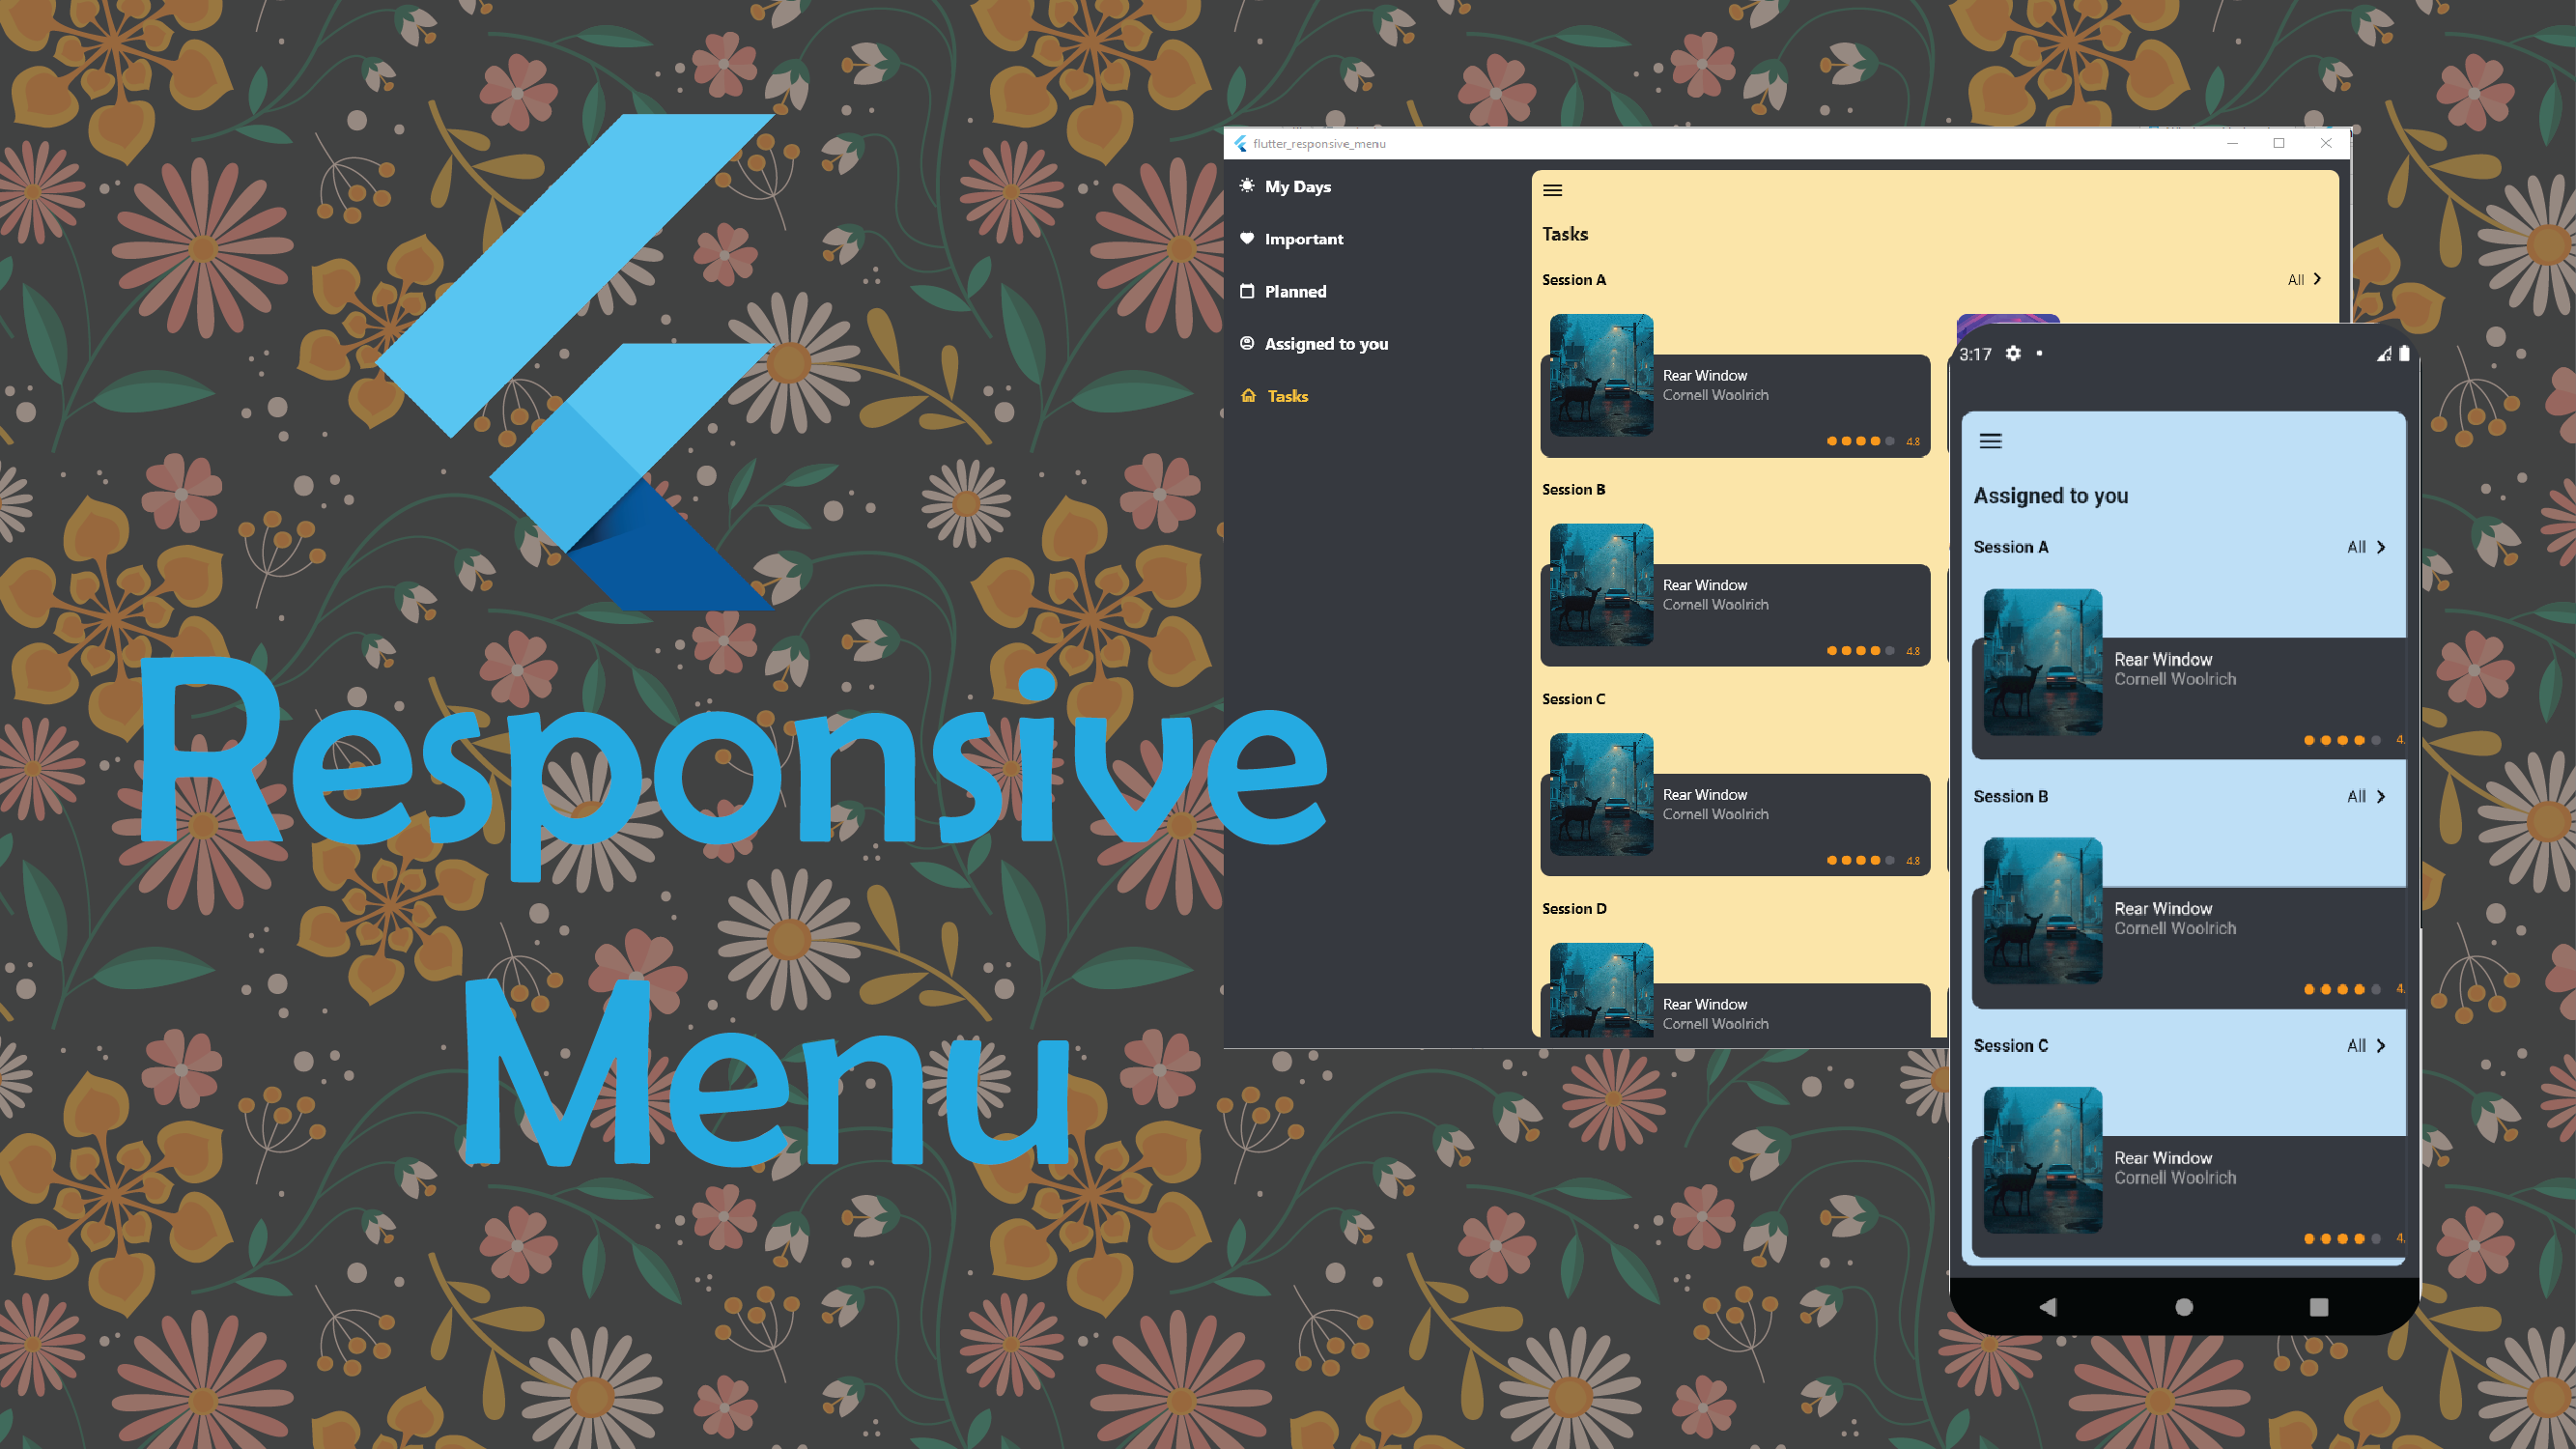 Responsive
Menu
flutter_responsive_menu
My Days
Important
Planned
Assigned to you
Tasks
Tasks
Session A
All
Rear Window
Cornell Woolrich
4.8
Session B
Rear Window
Cornell Woolrich
4.8
Session C
Rear Window
Cornell Woolrich
4.8
Session D
Rear Window
Cornell Woolrich
3:17
Assigned to you
Session A
All
Rear Window
Cornell Woolrich
4.
Session B
All
Rear Window
Cornell Woolrich
4.
Session C
All
Rear Window
Cornell Woolrich
4.